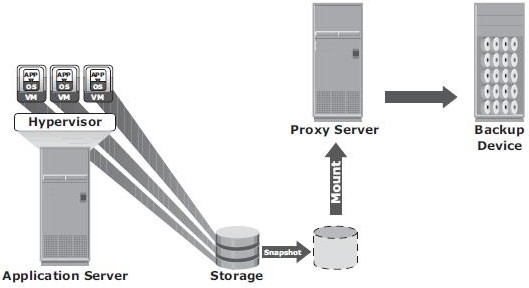 APP
OS
VM
APP
OS
VM
APP
OS
VM
Hypervisor
Application Server
Storage
Snapshot
Mount
Proxy Server
Backup
Device